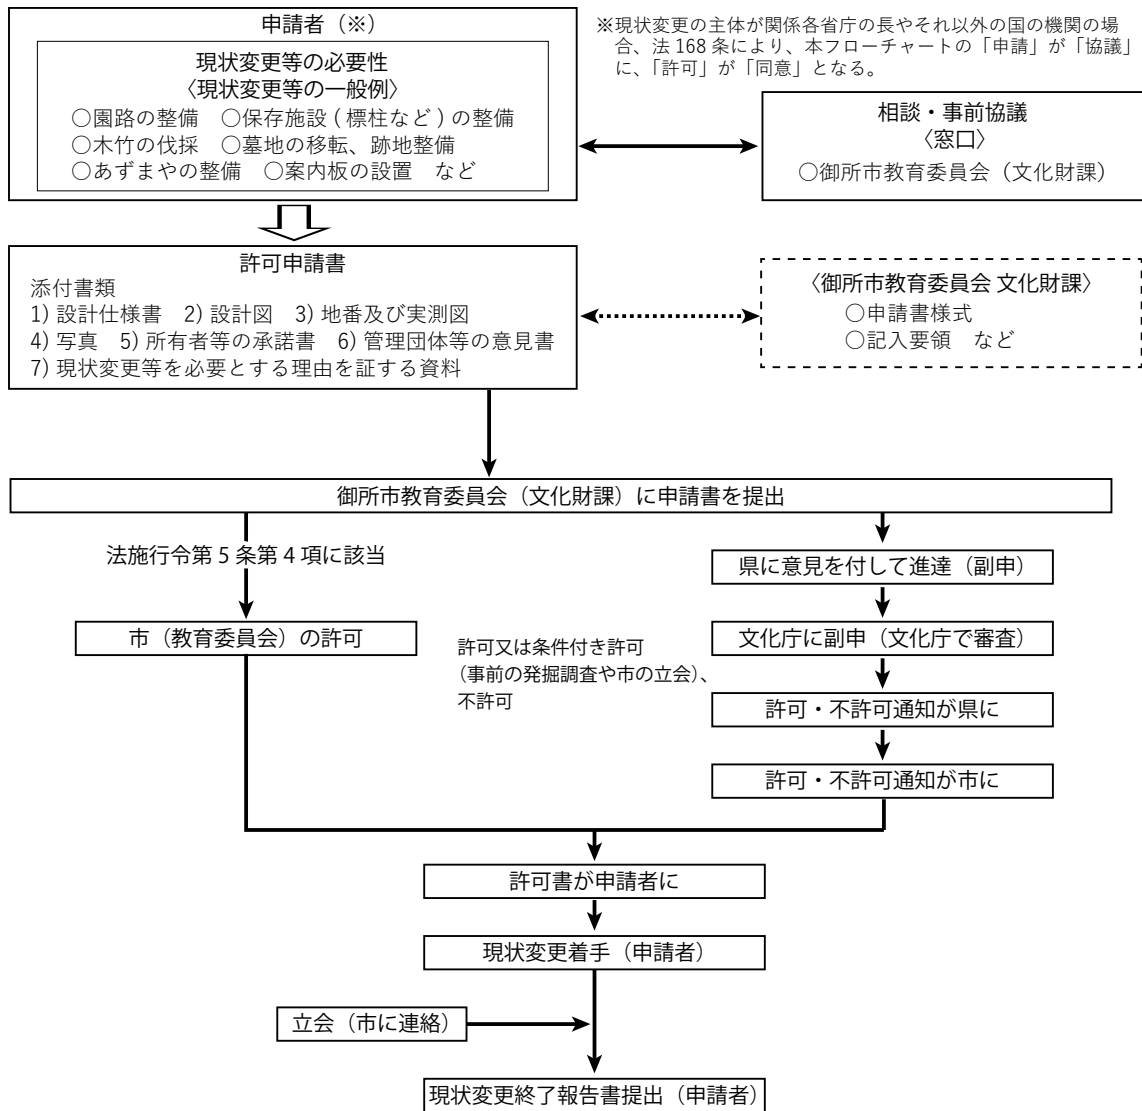 申請者（※）
現状変更等の必要性
〈現状変更等の一般例〉
○園路の整備　○保存施設 ( 標柱など ) の整備
○木竹の伐採　○墓地の移転、跡地整備
○あずまやの整備　○案内板の設置　など
※現状変更の主体が関係各省庁の長やそれ以外の国の機関の場
合、法 168 条により、本フローチャートの「申請」が「協議」
に、「許可」が「同意」となる。
相談・事前協議
〈窓口〉
○御所市教育委員会（文化財課）
許可申請書
添付書類
1) 設計仕様書　2) 設計図　3) 地番及び実測図
4) 写真　5) 所有者等の承諾書　6) 管理団体等の意見書
7) 現状変更等を必要とする理由を証する資料
〈御所市教育委員会 文化財課〉
○申請書様式
○記入要領　など
御所市教育委員会（文化財課）に申請書を提出
法施行令第 5 条第 4 項に該当
市（教育委員会）の許可
許可又は条件付き許可
（事前の発掘調査や市の立会）、
不許可
県に意見を付して進達（副申）
文化庁に副申（文化庁で審査）
許可・不許可通知が県に
許可・不許可通知が市に
許可書が申請者に
現状変更着手（申請者）
立会（市に連絡）
現状変更終了報告書提出（申請者）